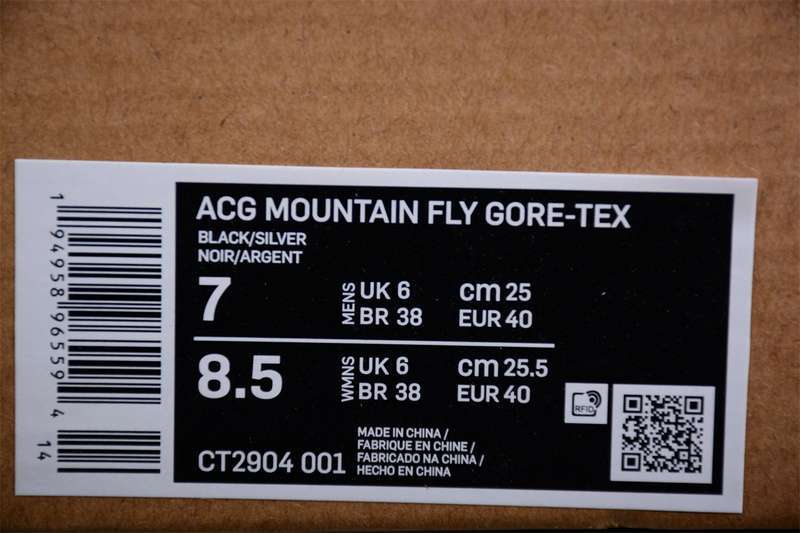 ACG MOUNTAIN FLY GORE-TEX
BLACK/SILVER
NOIR/ARGENT
7
MENS
UK 6
cm 25
BR 38
EUR 40
8.5
WMNS
UK 6
cm 25.5
BR 38
EUR 40
CT2904 001
MADE IN CHINA /
FABRIQUE EN CHINE /
FABRICADO NA CHINA /
HECHO EN CHINA
RFID
1 94958 96559 4
14